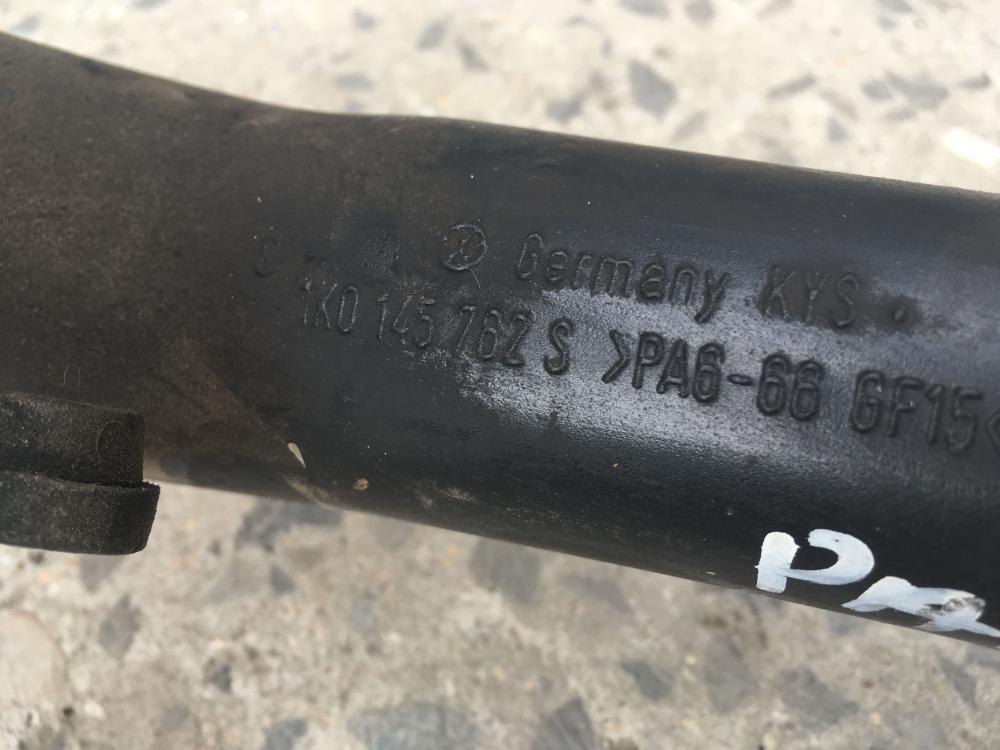 S Germany KYS.
1K0 145 762 S >PA6-66 GF15<